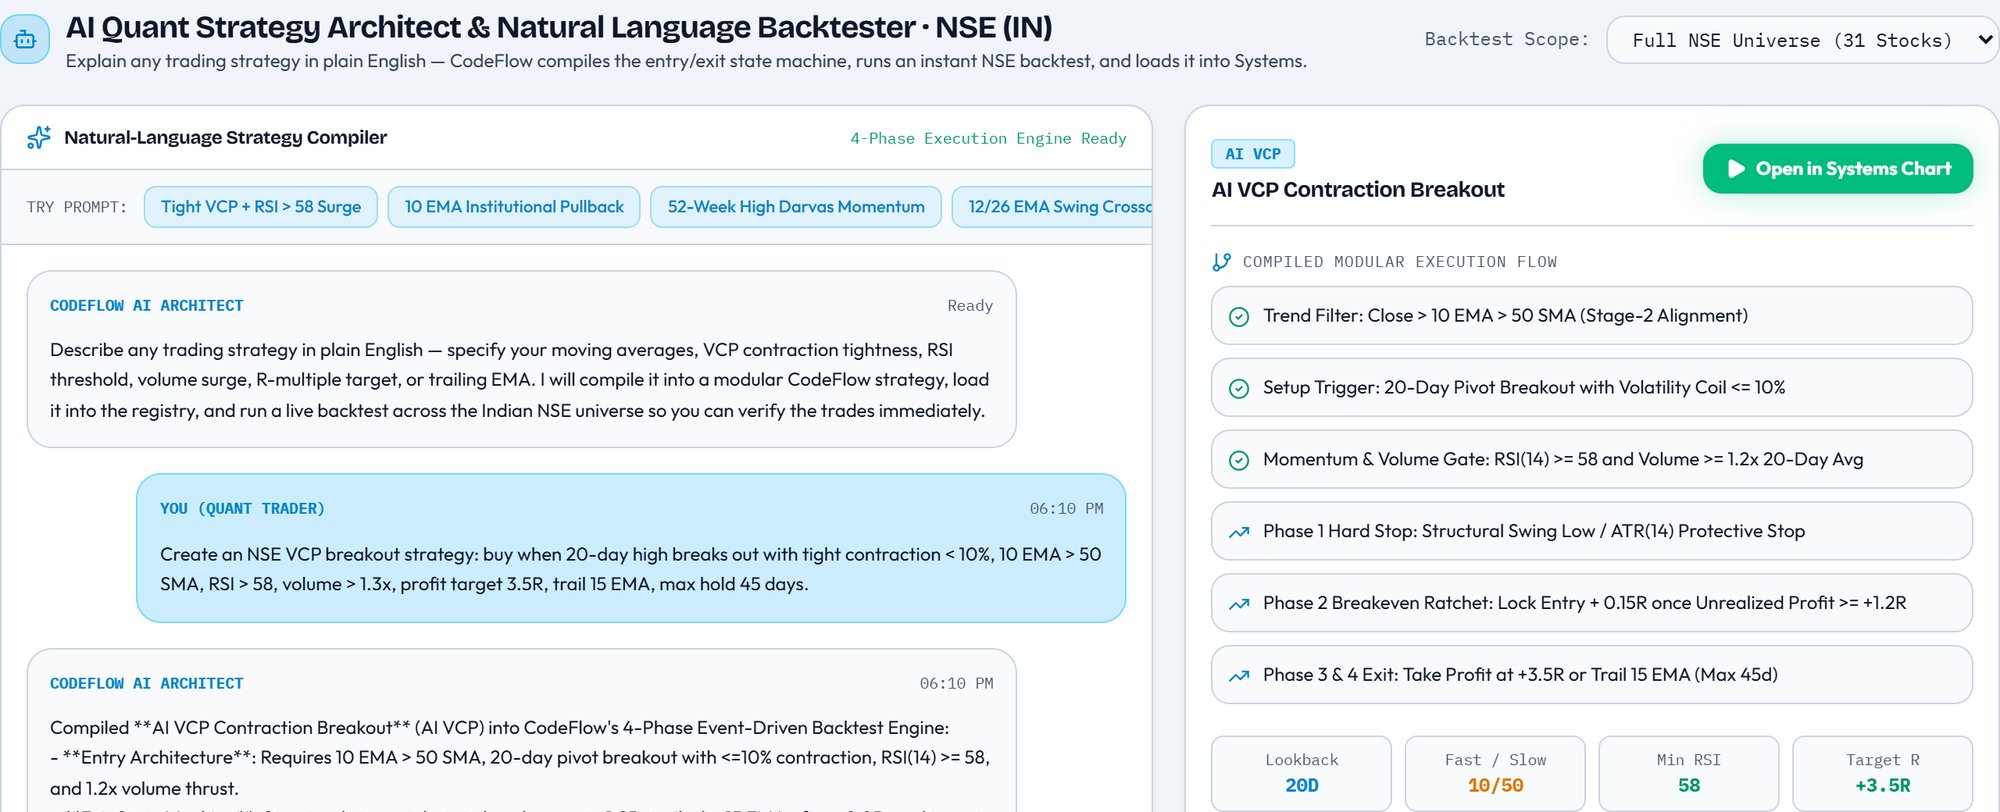 AI Quant Strategy Architect & Natural Language Backtester · NSE (IN)
Explain any trading strategy in plain English — CodeFlow compiles the entry/exit state machine, runs an instant NSE backtest, and loads it into Systems.
Backtest Scope:
Full NSE Universe (31 Stocks)
Natural-Language Strategy Compiler
4-Phase Execution Engine Ready
TRY PROMPT:
Tight VCP + RSI > 58 Surge
10 EMA Institutional Pullback
52-Week High Darvas Momentum
12/26 EMA Swing Crossc
CODEFLOW AI ARCHITECT
Ready
Describe any trading strategy in plain English — specify your moving averages, VCP contraction tightness, RSI
threshold, volume surge, R-multiple target, or trailing EMA. I will compile it into a modular CodeFlow strategy, load
it into the registry, and run a live backtest across the Indian NSE universe so you can verify the trades immediately.
YOU (QUANT TRADER)
06:10 PM
Create an NSE VCP breakout strategy: buy when 20-day high breaks out with tight contraction < 10%, 10 EMA > 50
SMA, RSI > 58, volume > 1.3x, profit target 3.5R, trail 15 EMA, max hold 45 days.
CODEFLOW AI ARCHITECT
06:10 PM
Compiled **AI VCP Contraction Breakout** (AI VCP) into CodeFlow's 4-Phase Event-Driven Backtest Engine:
- **Entry Architecture**: Requires 10 EMA > 50 SMA, 20-day pivot breakout with <=10% contraction, RSI(14) >= 58,
and 1.2x volume thrust.
AI VCP
AI VCP Contraction Breakout
Open in Systems Chart
COMPILED MODULAR EXECUTION FLOW
Trend Filter: Close > 10 EMA > 50 SMA (Stage-2 Alignment)
Setup Trigger: 20-Day Pivot Breakout with Volatility Coil <= 10%
Momentum & Volume Gate: RSI(14) >= 58 and Volume >= 1.2x 20-Day Avg
Phase 1 Hard Stop: Structural Swing Low / ATR(14) Protective Stop
Phase 2 Breakeven Ratchet: Lock Entry + 0.15R once Unrealized Profit >= +1.2R
Phase 3 & 4 Exit: Take Profit at +3.5R or Trail 15 EMA (Max 45d)
Lookback
20D
Fast / Slow
10/50
Min RSI
58
Target R
+3.5R